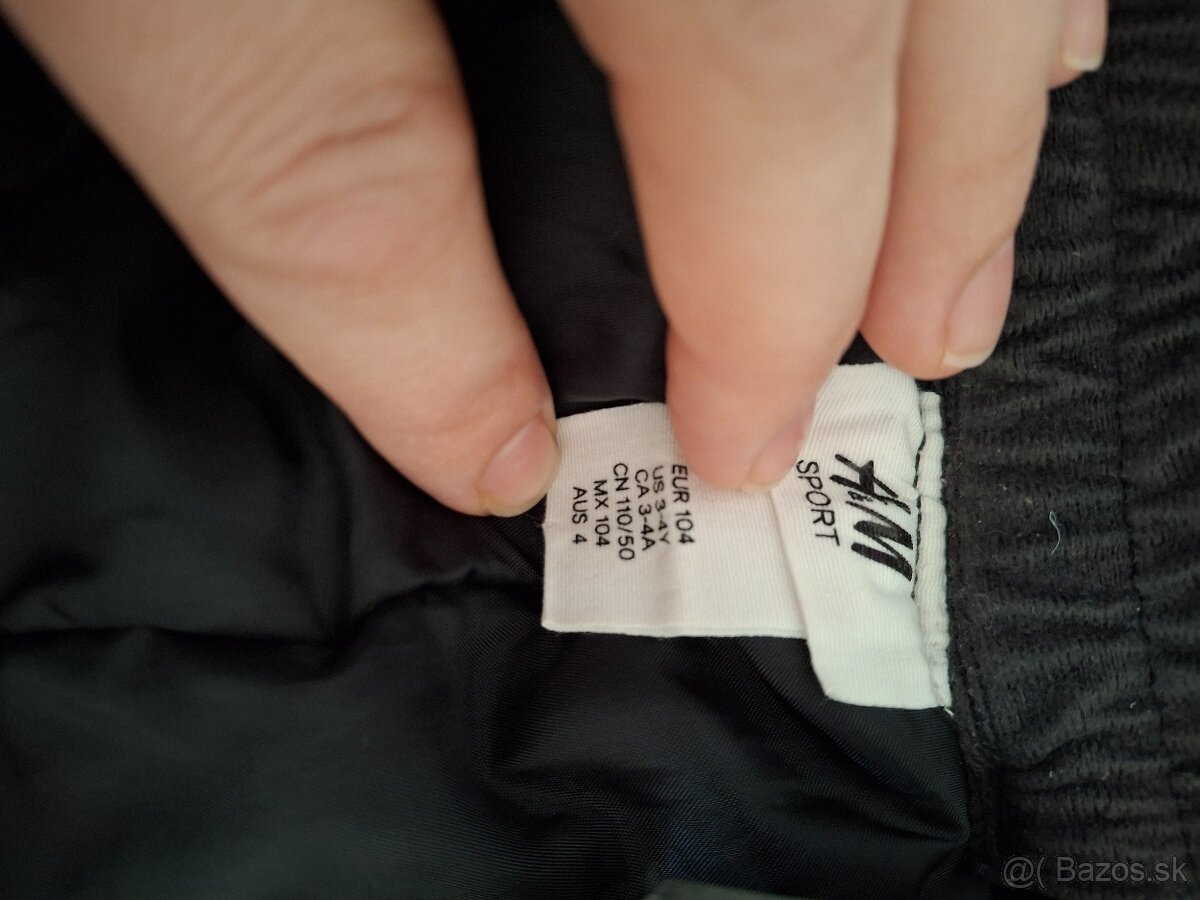 H&M
SPORT
EUR 104
US 3-4Y
CA 3-4A
CN 110/50
MX 104
AUS 4
@( Bazos.sk